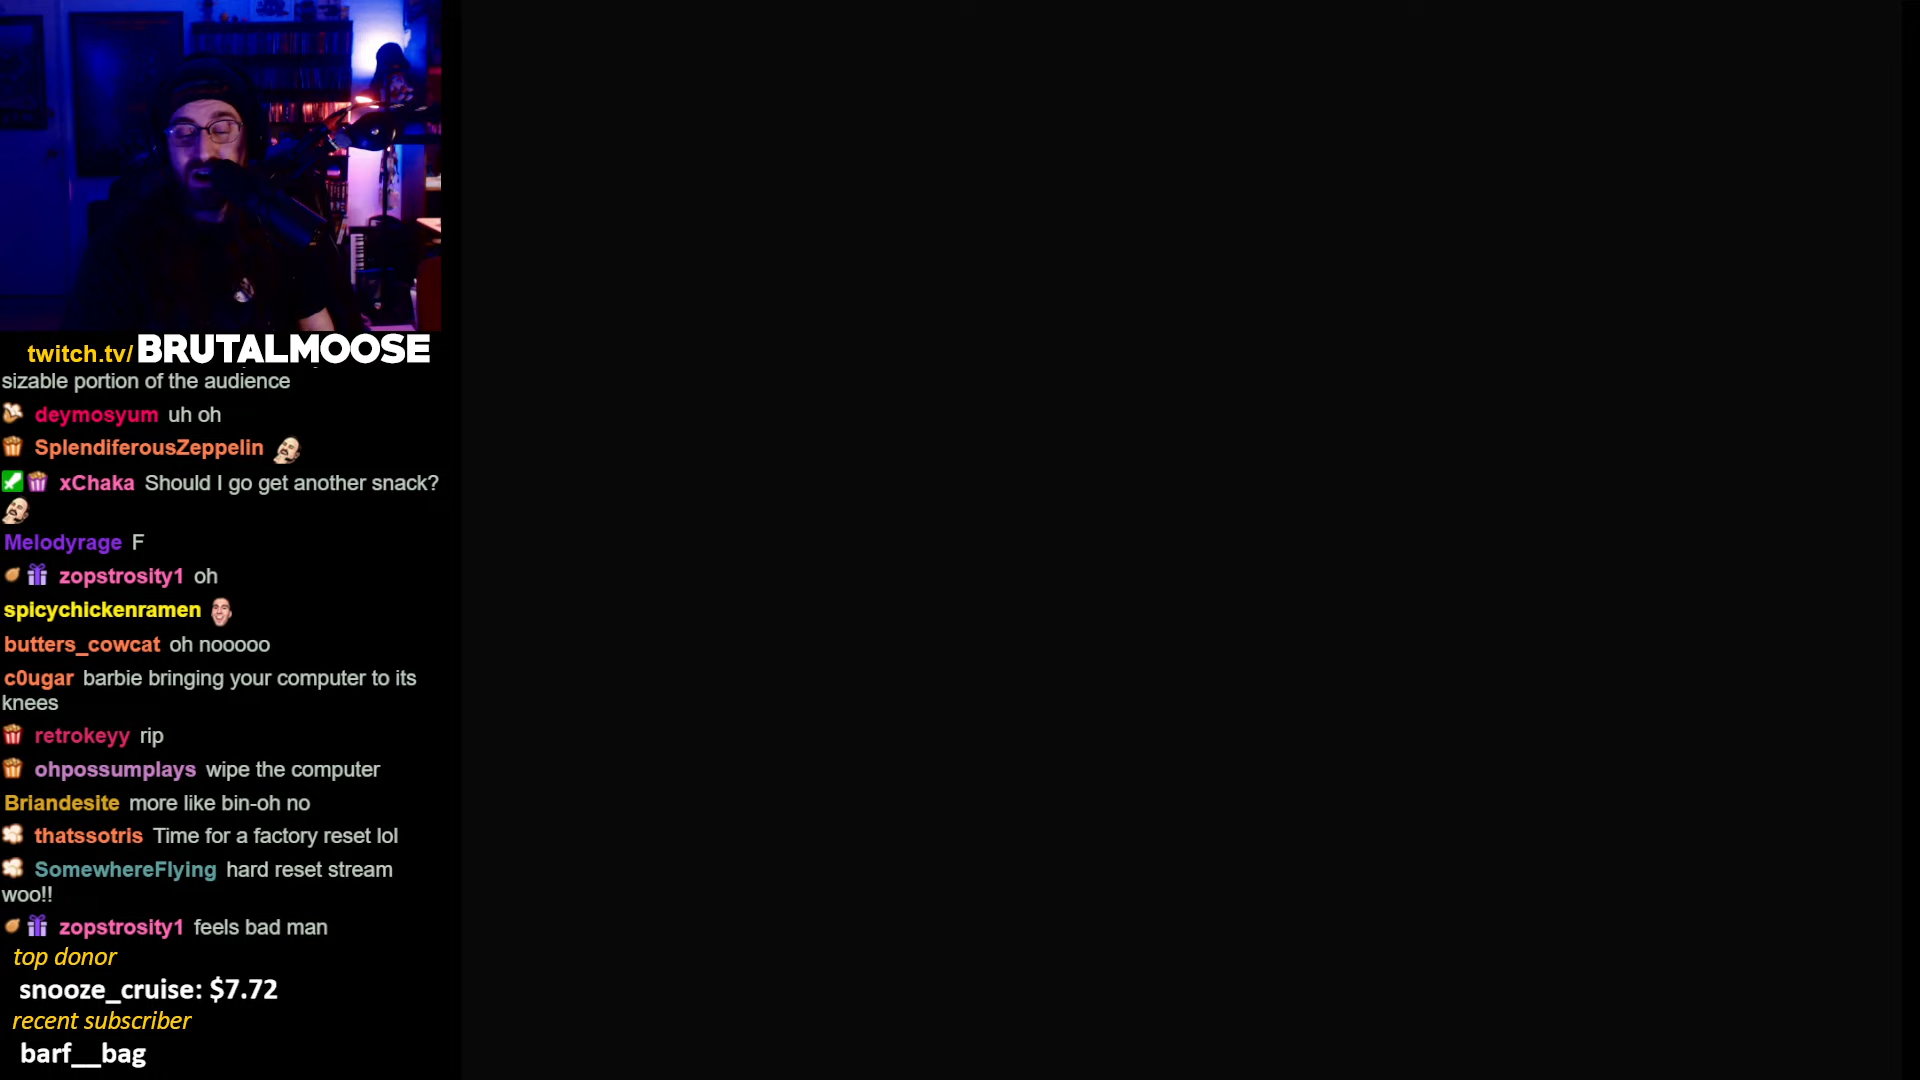 twitch.tv/BRUTALMOOSE
sizable portion of the audience
deymosyum uh oh
SplendiferousZeppelin
xChaka Should I go get another snack?
Melodyrage F
zopstrosity1 oh
spicychickenramen
butters_cowcat oh nooooo
c0ugar barbie bringing your computer to its
knees
retrokeyy rip
ohpossumplays wipe the computer
Briandesite more like bin-oh no
thatssotris Time for a factory reset lol
SomewhereFlying hard reset stream
woo!!
zopstrosity1 feels bad man
top donor
snooze_cruise: $7.72
recent subscriber
barf__bag